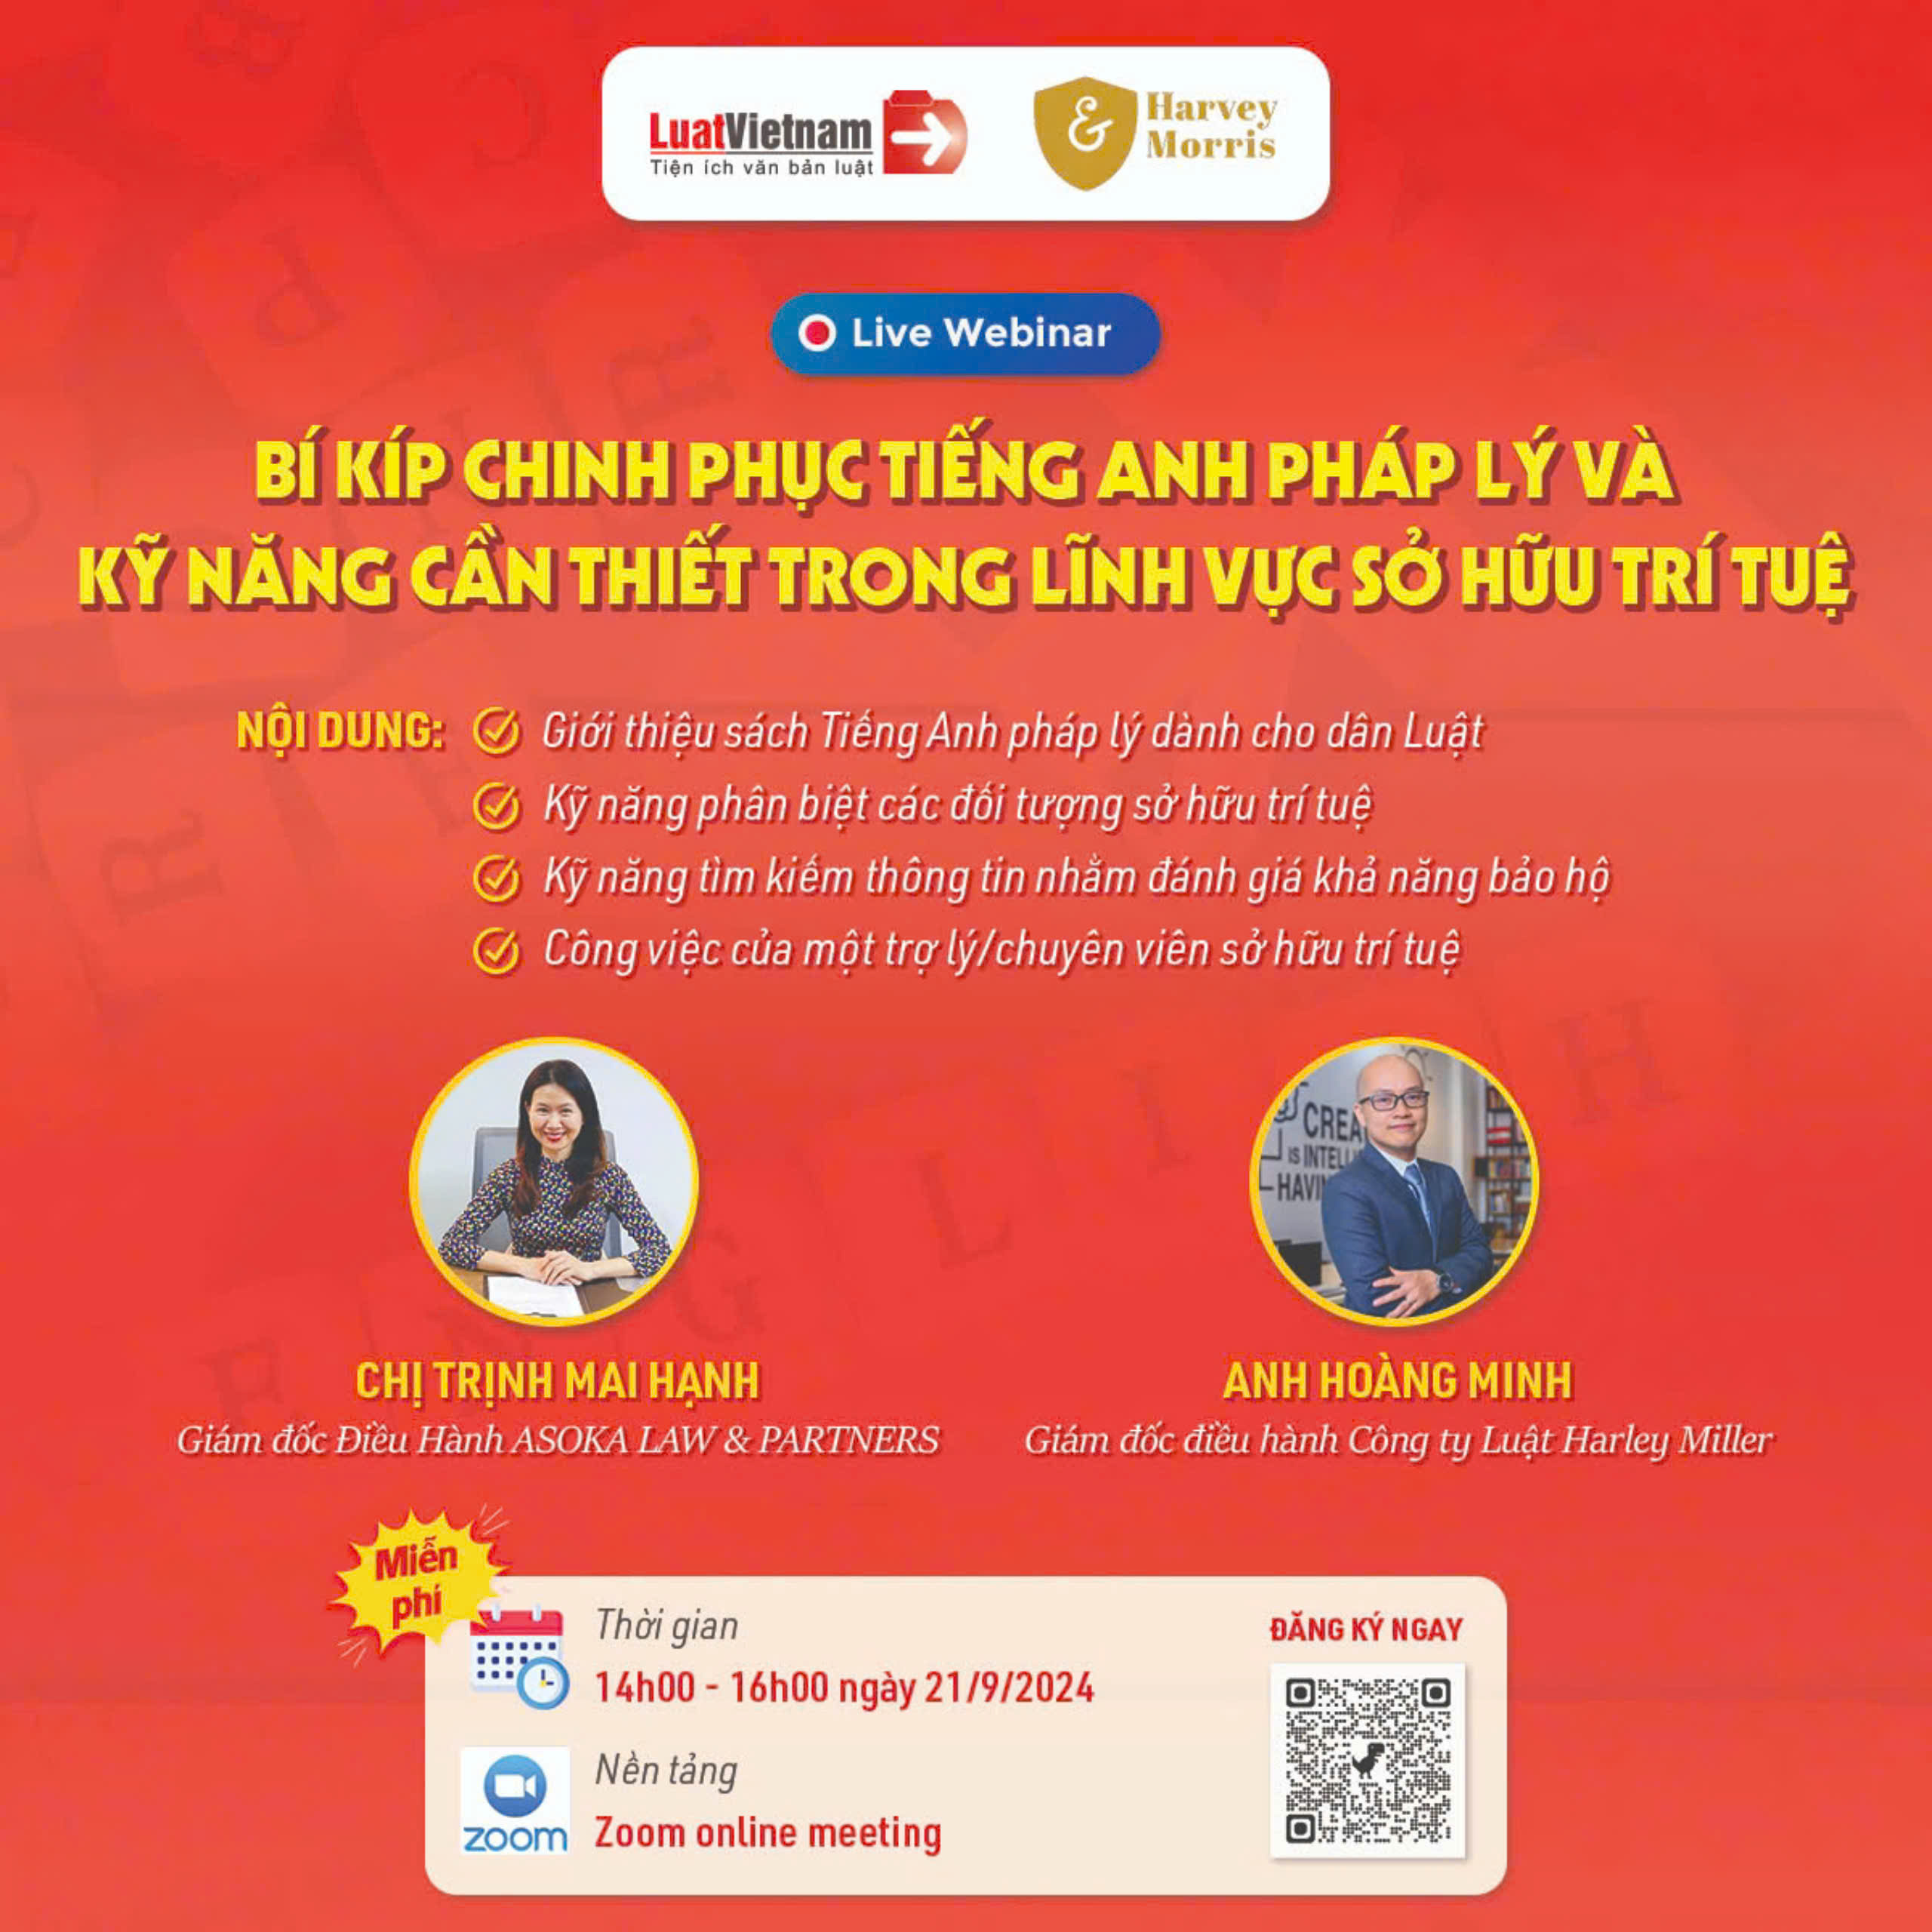 LuatVietnam
Tiện ích văn bản luật
&
Harvey
Morris
Live Webinar
BÍ KÍP CHINH PHỤC TIẾNG ANH PHÁP LÝ VÀ
KỸ NĂNG CẦN THIẾT TRONG LĨNH VỰC SỞ HỮU TRÍ TUỆ
NỘI DUNG: Giới thiệu sách Tiếng Anh pháp lý dành cho dân Luật
Kỹ năng phân biệt các đối tượng sở hữu trí tuệ
Kỹ năng tìm kiếm thông tin nhằm đánh giá khả năng bảo hộ
Công việc của một trợ lý/chuyên viên sở hữu trí tuệ
CREA
IS INTELLI
HAVIN
CHỊ TRỊNH MAI HẠNH
Giám đốc Điều Hành ASOKA LAW & PARTNERS
ANH HOÀNG MINH
Giám đốc điều hành Công ty Luật Harley Miller
Miễn
phí
Thời gian
14h00 - 16h00 ngày 21/9/2024
Nền tảng
zoom
Zoom online meeting
ĐĂNG KÝ NGAY